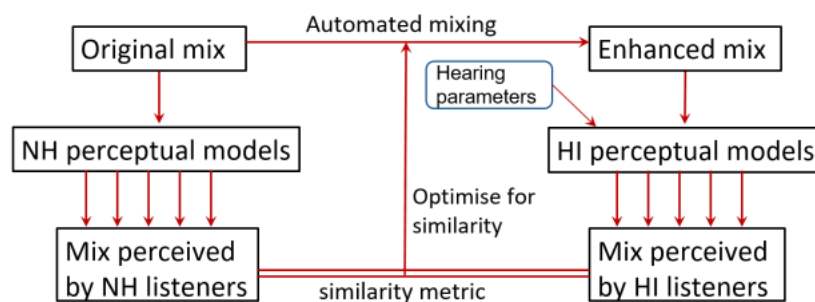 Automated mixing
Original mix
Enhanced mix
Hearing
parameters
NH perceptual models
HI perceptual models
Optimise for
similarity
Mix perceived
by NH listeners
Mix perceived
by HI listeners
similarity metric